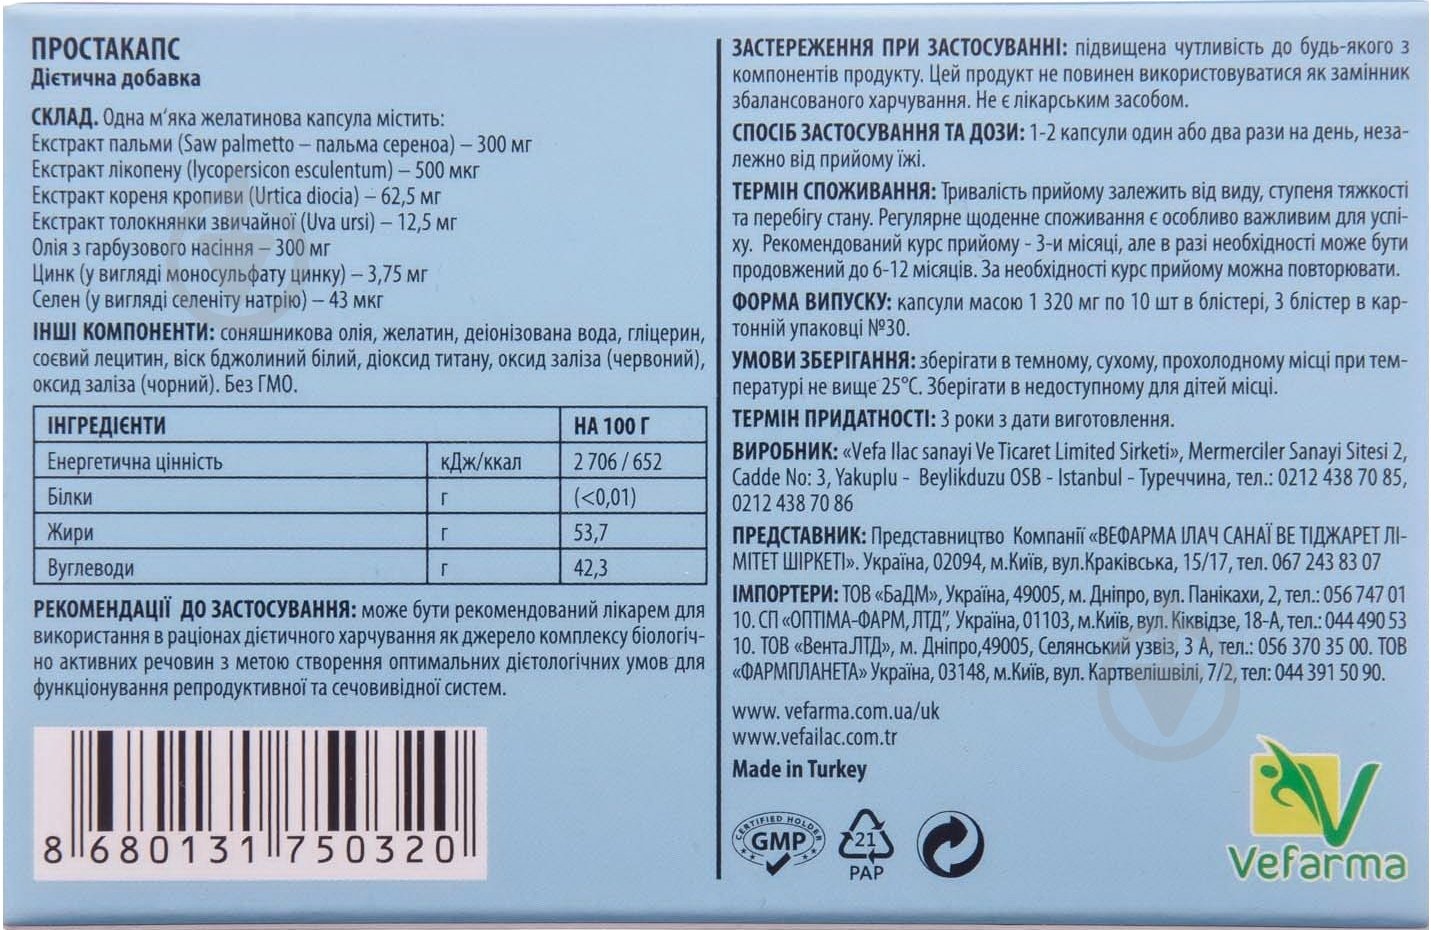 ПРОСТАКАПС
Дієтична добавка
СКЛАД. Одна м'яка желатинова капсула містить:
Екстракт пальми (Saw palmetto – пальма сереноа) – 300 мг
Екстракт лікопену (lycopersicon esculentum) – 500 мкг
Екстракт кореня кропиви (Urtica diocia) – 62,5 мг
Екстракт толокнянки звичайної (Uva ursi) – 12,5 мг
Олія з гарбузового насіння – 300 мг
Цинк (у вигляді моносульфату цинку) – 3,75 мг
Селен (у вигляді селеніту натрію) – 43 мкг
ІНШІ КОМПОНЕНТИ: соняшникова олія, желатин, деіонізована вода, гліцерин,
соєвий лецитин, віск бджолиний білий, діоксид титану, оксид заліза (червоний),
оксид заліза (чорний). Без ГМО.
ІНГРЕДІЄНТИ НА 100 Г
Енергетична цінність кДж/ккал 2 706 / 652
Білки г (<0,01)
Жири г 53,7
Вуглеводи г 42,3
РЕКОМЕНДАЦІЇ ДО ЗАСТОСУВАННЯ: може бути рекомендований лікарем для
використання в раціонах дієтичного харчування як джерело комплексу біологіч-
но активних речовин з метою створення оптимальних дієтологічних умов для
функціонування репродуктивної та сечовивідної систем.
8 680131 750320
ЗАСТЕРЕЖЕННЯ ПРИ ЗАСТОСУВАННІ: підвищена чутливість до будь-якого з
компонентів продукту. Цей продукт не повинен використовуватися як замінник
збалансованого харчування. Не є лікарським засобом.
СПОСІБ ЗАСТОСУВАННЯ ТА ДОЗИ: 1-2 капсули один або два рази на день, неза-
лежно від прийому їжі.
ТЕРМІН СПОЖИВАННЯ: Тривалість прийому залежить від виду, ступеня тяжкості
та перебігу стану. Регулярне щоденне споживання є особливо важливим для успі-
ху. Рекомендований курс прийому - 3-и місяці, але в разі необхідності може бути
продовжений до 6-12 місяців. За необхідності курс прийому можна повторювати.
ФОРМА ВИПУСКУ: капсули масою 1 320 мг по 10 шт в блістері, 3 блістер в кар-
тонній упаковці №30.
УМОВИ ЗБЕРІГАННЯ: зберігати в темному, сухому, прохолодному місці при тем-
пературі не вище 25°С. Зберігати в недоступному для дітей місці.
ТЕРМІН ПРИДАТНОСТІ: 3 роки з дати виготовлення.
ВИРОБНИК: «Vefa Ilac sanayi Ve Ticaret Limited Sirketi», Mermerciler Sanayi Sitesi 2,
Cadde No: 3, Yakuplu - Beylikduzu OSB - Istanbul - Туреччина, тел.: 0212 438 70 85,
0212 438 70 86
ПРЕДСТАВНИК: Представництво Компанії «ВЕФАРМА ІЛАЧ САНАЇ ВЕ ТІДЖАРЕТ ЛІ-
МІТЕТ ШІРКЕТІ». Україна, 02094, м.Київ, вул.Краківська, 15/17, тел. 067 243 83 07
ІМПОРТЕРИ: ТОВ «БаДМ», Україна, 49005, м. Дніпро, вул. Панікахи, 2, тел.: 056 747 01
10. СП «ОПТІМА-ФАРМ, ЛТД", Україна, 01103, м.Київ, вул. Кіквідзе, 18-А, тел.: 044 490 53
10. ТОВ «Вента.ЛТД», м. Дніпро,49005, Селянський узвіз, 3 А, тел.: 056 370 35 00. ТОВ
«ФАРМПЛАНЕТА» Україна, 03148, м.Київ, вул. Картвелішвілі, 7/2, тел: 044 391 50 90.
www. vefarma.com.ua/uk
www.vefailac.com.tr
Made in Turkey
CERTIFIED HOLDER
GMP
21
PAP
Vefarma